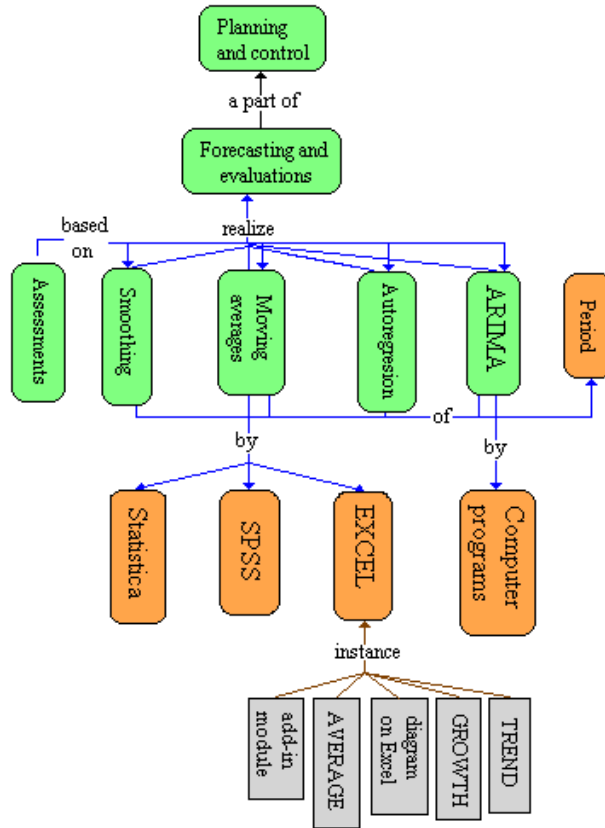 Planning
and control
a part of
Forecasting and
evaluations
based
on
realize
Assessments
Smoothing
Moving
averages
Autoregresion
ARIMA
Period
of
by
by
Statistica
SPSS
EXCEL
Computer
programs
instance
add-in
module
AVERAGE
diagram
on Excel
GROWTH
TREND